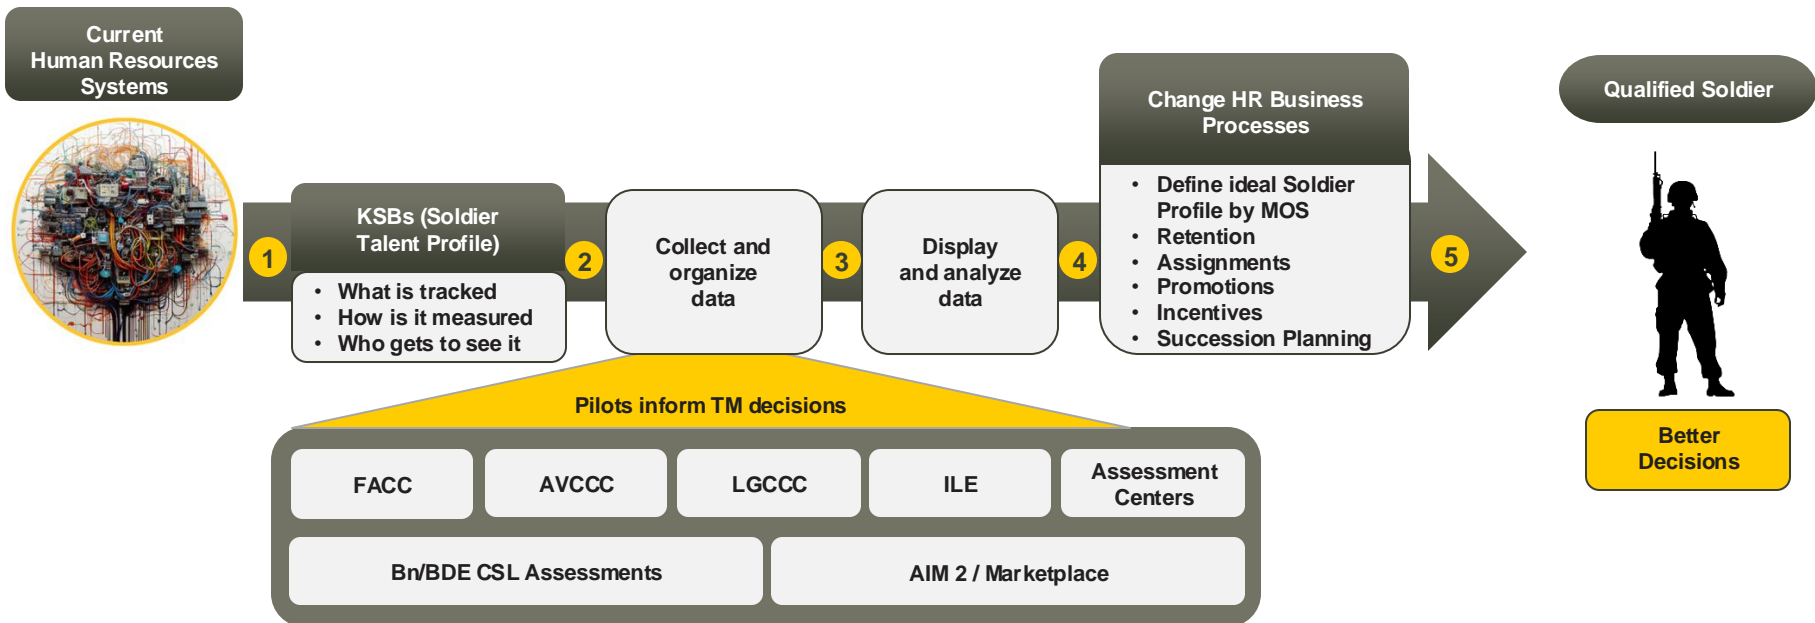 Current
Human Resources
Systems
1
KSBs (Soldier
Talent Profile)
• What is tracked
• How is it measured
• Who gets to see it
2
Collect and
organize
data
3
Display
and analyze
data
4
Change HR Business
Processes
• Define ideal Soldier
Profile by MOS
• Retention
• Assignments
• Promotions
• Incentives
• Succession Planning
5
Qualified Soldier
Better
Decisions
Pilots inform TM decisions
FACC
AVCCC
LGCCC
ILE
Assessment
Centers
Bn/BDE CSL Assessments
AIM 2 / Marketplace